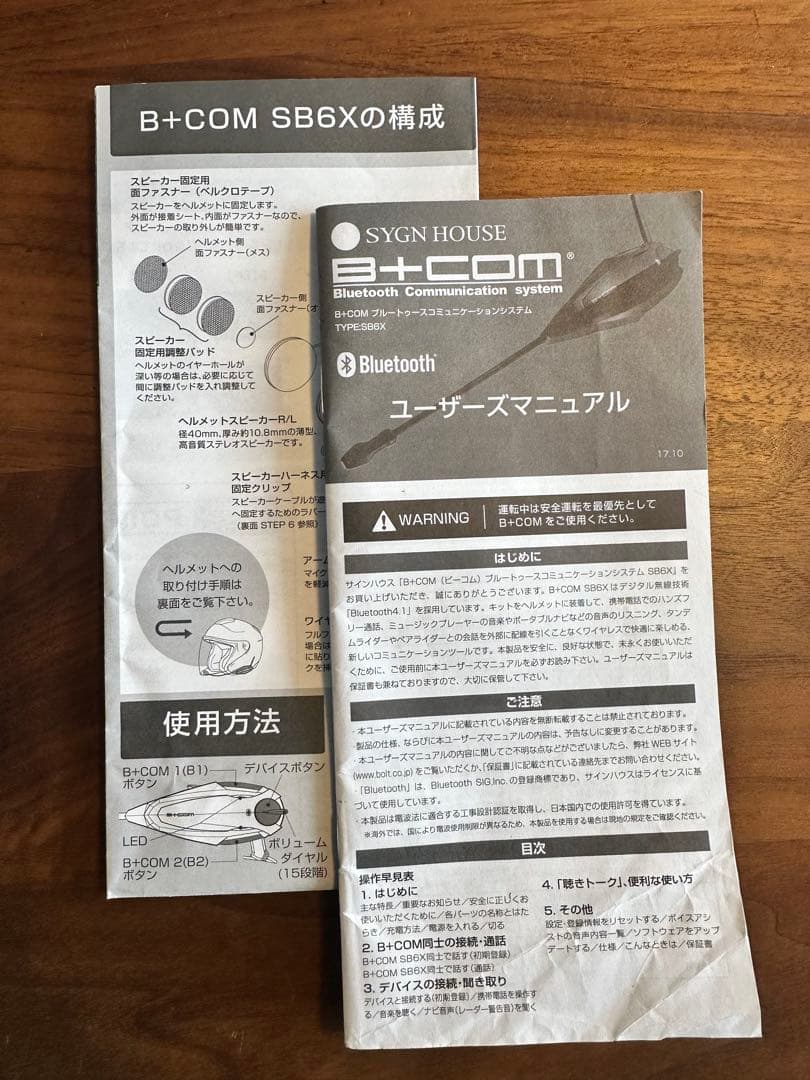 B+COM SB6Xの構成
スピーカー固定用
面ファスナー（ベルクロテープ）
スピーカーをヘルメットに固定します。
外面が接着シート、内面がファスナーなので、
スピーカーの取り外しが簡単です。
ヘルメット側
面ファスナー（メス）
スピーカー側
面ファスナー（オ
スピーカー
固定用調整パッド
ヘルメットのイヤーホールが
深い等の場合は、必要に応じて
間に調整パッドを入れ調整して
ください。
ヘルメットスピーカーR/L
径40mm,厚み約10.8mmの薄型、
高音質ステレオスピーカーです。
スピーカーハーネス用
固定クリップ
スピーカーケーブルが
へ固定するためのラバー
（裏面 STEP 6 参照）
アー
マイク
を軽
ヘルメットへの
取り付け手順は
裏面をご覧下さい。
ワイヤ
フルフ
場合は
に貼り
クを挿
使用方法
B+COM 1(B1)
ボタン
デバイスボタン
B+COM
LED
B+COM 2(B2)
ボタン
ボリューム
ダイヤル
(15段階)
SYGN HOUSE
B+COM®
Bluetooth Communication system
B+COM ブルートゥースコミュニケーションシステム
TYPE:SB6X
Bluetooth®
ユーザーズマニュアル
17.10
WARNING
運転中は安全運転を最優先として
B+COM をご使用ください。
はじめに
サインハウス「B+COM（ビーコム）ブルートゥースコミュニケーションシステム SB6X」を
お買い上げいただき、誠にありがとうございます。B+COM SB6X はデジタル無線技術
「Bluetooth4.1」を採用しています。キットをヘルメットに装着して、携帯電話でのハンズフ
リー通話、ミュージックプレーヤーの音楽やポータブルナビなどの音声のリスニング、タンデ
ムライダーやペアライダーとの会話を外部に配線を引くことなくワイヤレスで快適に楽しめる、
新しいコミュニケーションツールです。本製品を安全に、良好な状態で、末永くお使いいただ
くために、ご使用前に本ユーザーズマニュアルを必ずお読み下さい。ユーザーズマニュアルは
保証書も兼ねておりますので、大切に保管して下さい。
ご注意
・本ユーザーズマニュアルに記載されている内容を無断転載することは禁止されております。
・製品の仕様、ならびに本ユーザーズマニュアルの内容は、予告なしに変更することがあります。
・本ユーザーズマニュアルの内容に関してご不明な点などがございましたら、弊社 WEB サイト
(www.bolt.co.jp) をご覧いただくか、「保証書」に記載されている連絡先までお問い合わせください。
・「Bluetooth」は、Bluetooth SIG,Inc. の登録商標であり、サインハウスはライセンスに基
づいて使用しています。
・本製品は電波法に適合する工事設計認証を取得し、日本国内での使用許可を得ています。
※海外では、国により電波使用制限が異なるため、本製品を使用する場合は現地の規定をご確認ください。
目次
操作早見表
1. はじめに
主な特長／重要なお知らせ／安全に正しくお
使いいただくために／各パーツの名称とはた
らき／充電方法／電源を入れる／切る
2. B+COM同士の接続・通話
B+COM SB6X同士で話す（初期登録）
B+COM SB6X同士で話す（通話）
3. デバイスの接続・聞き取り
デバイスと接続する（初期登録）／携帯電話を操作す
る／音楽を聴く／ナビ音声（レーダー警告音）を聞く
4. 「聴きトーク」、便利な使い方
5. その他
設定・登録情報をリセットする／ボイスアシ
ストの音声内容一覧／ソフトウェアをアップ
デートする／仕様／こんなときは／保証書